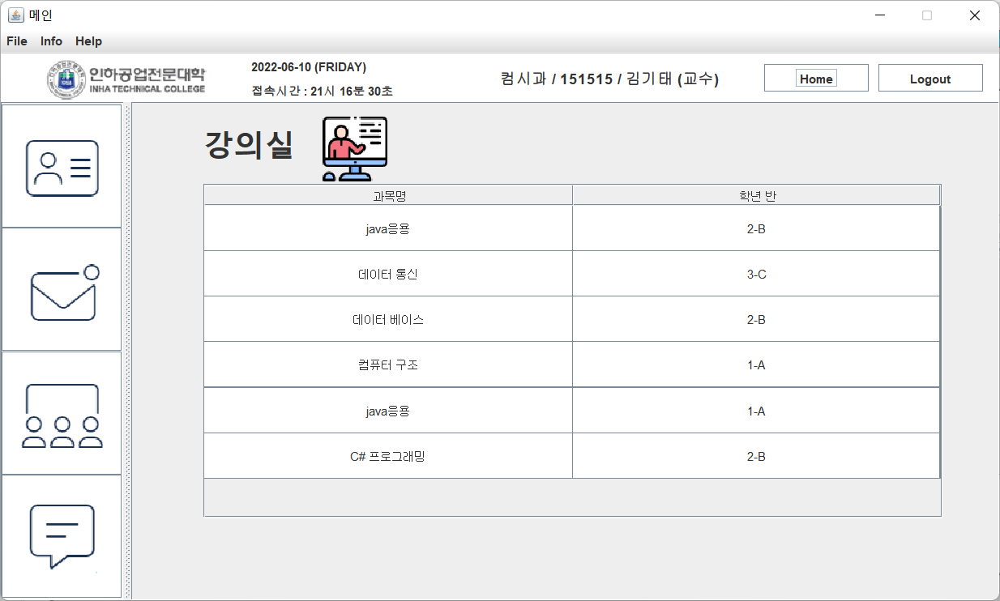 메인
File Info Help
인하공업전문대학
INHA TECHNICAL COLLEGE
2022-06-10 (FRIDAY)
접속시간 : 21시 16분 30초
컴시과 / 151515 / 김기태 (교수)
Home
Logout
강의실
과목명 학년 반
java응용 2-B
데이터 통신 3-C
데이터 베이스 2-B
컴퓨터 구조 1-A
java응용 1-A
C# 프로그래밍 2-B